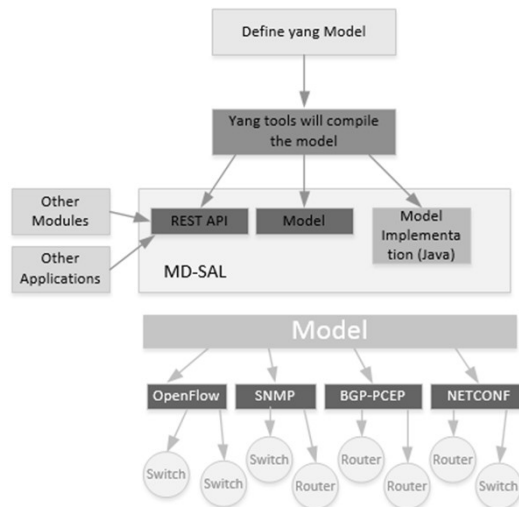 Define yang Model
Yang tools will compile
the model
Other
Modules
REST API
Model
Model
Implementa
tion (Java)
Other
Applications
MD-SAL
Model
OpenFlow
SNMP
BGP-PCEP
NETCONF
Switch
Switch
Switch
Router
Router
Router
Router
Switch